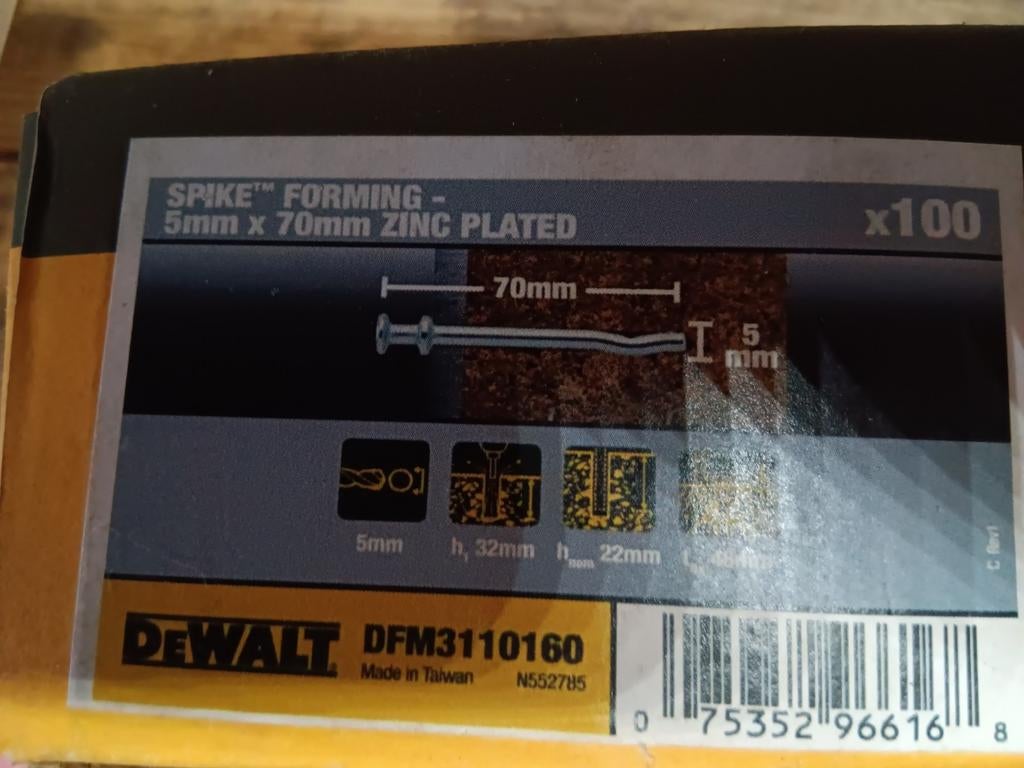 SPIKE™ FORMING -
5mm x 70mm ZINC PLATED
x100
70mm
5
mm
5mm
h₁ 32mm
hnom 22mm
C Rev1
DEWALT
DFM3110160
Made in Taiwan
N552785
0 75352 96616 8